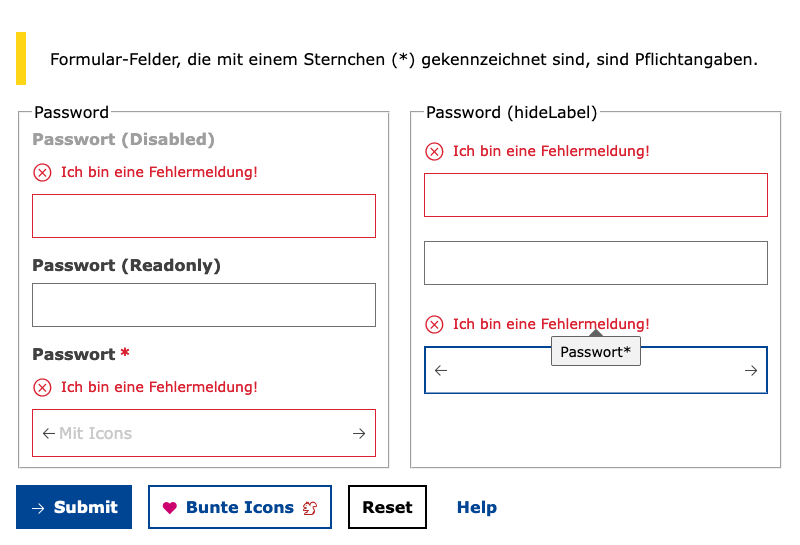 Formular-Felder, die mit einem Sternchen (*) gekennzeichnet sind, sind Pflichtangaben.
Password
Passwort (Disabled)
Ich bin eine Fehlermeldung!
Passwort (Readonly)
Passwort *
Ich bin eine Fehlermeldung!
Mit Icons
Password (hideLabel)
Ich bin eine Fehlermeldung!
Ich bin eine Fehlermeldung!
Passwort*
Submit
Bunte Icons
Reset
Help